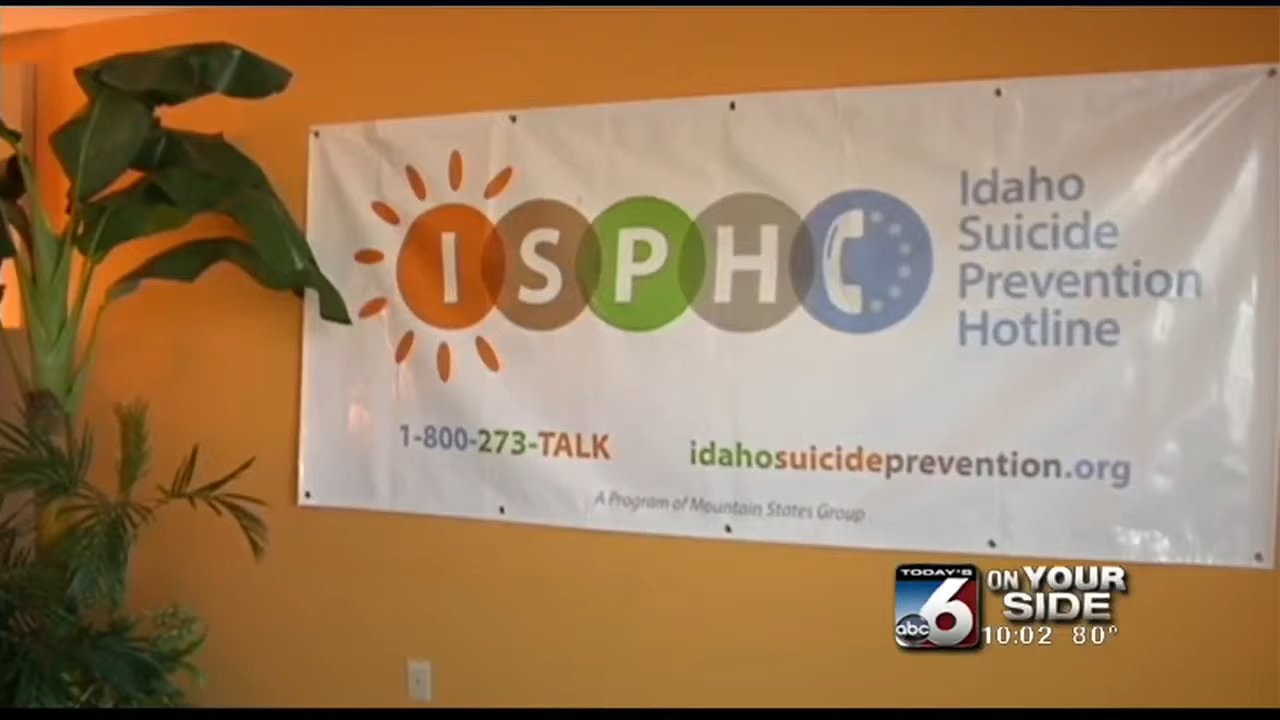 ISPH
Idaho
Suicide
Prevention
Hotline
1-800-273-TALK
idahosuicideprevention.org
A Program of Mountain States Group
TODAY'S
6
abc
ON YOUR
SIDE
10:02 80°